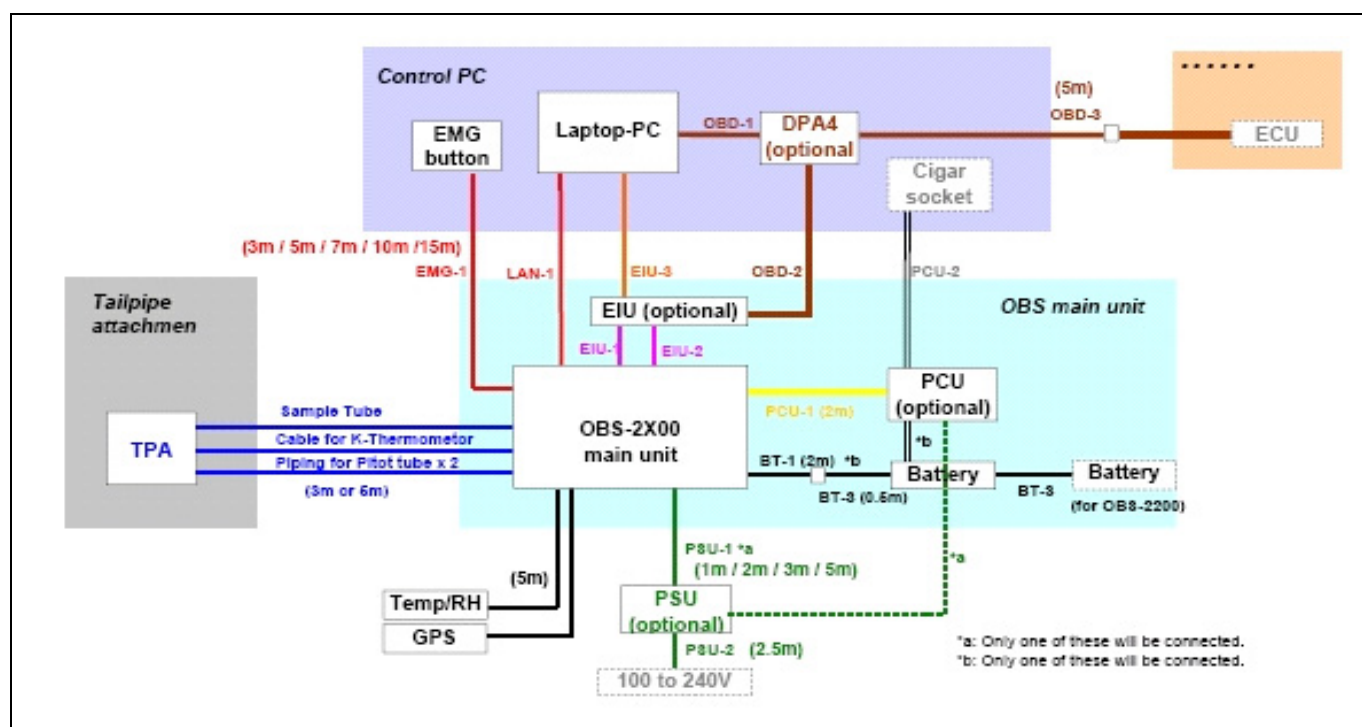 Control PC
......
(5m)
OBD-3
EMG
button
Laptop-PC
OBD-1
DPA4
(optional
ECU
Cigar
socket
(3m / 5m / 7m / 10m /15m)
EMG-1
LAN-1
EIU-3
OBD-2
PCU-2
Tailpipe
attachmen
EIU (optional)
OBS main unit
EIU-1
EIU-2
PCU
(optional)
PCU-1 (2m)
Sample Tube
TPA
Cable for K-Thermometor
Piping for Pitot tube x 2
(3m or 6m)
OBS-2X00
main unit
*b
BT-1 (2m) *b
Battery
BT-3 (0.5m)
BT-3
Battery
(for OBS-2200)
PSU-1 *a
(1m / 2m / 3m / 5m)
*a
(5m)
Temp/RH
GPS
PSU
(optional)
PSU-2 (2.5m)
100 to 240V
*a: Only one of these will be connected.
*b: Only one of these will be connected.